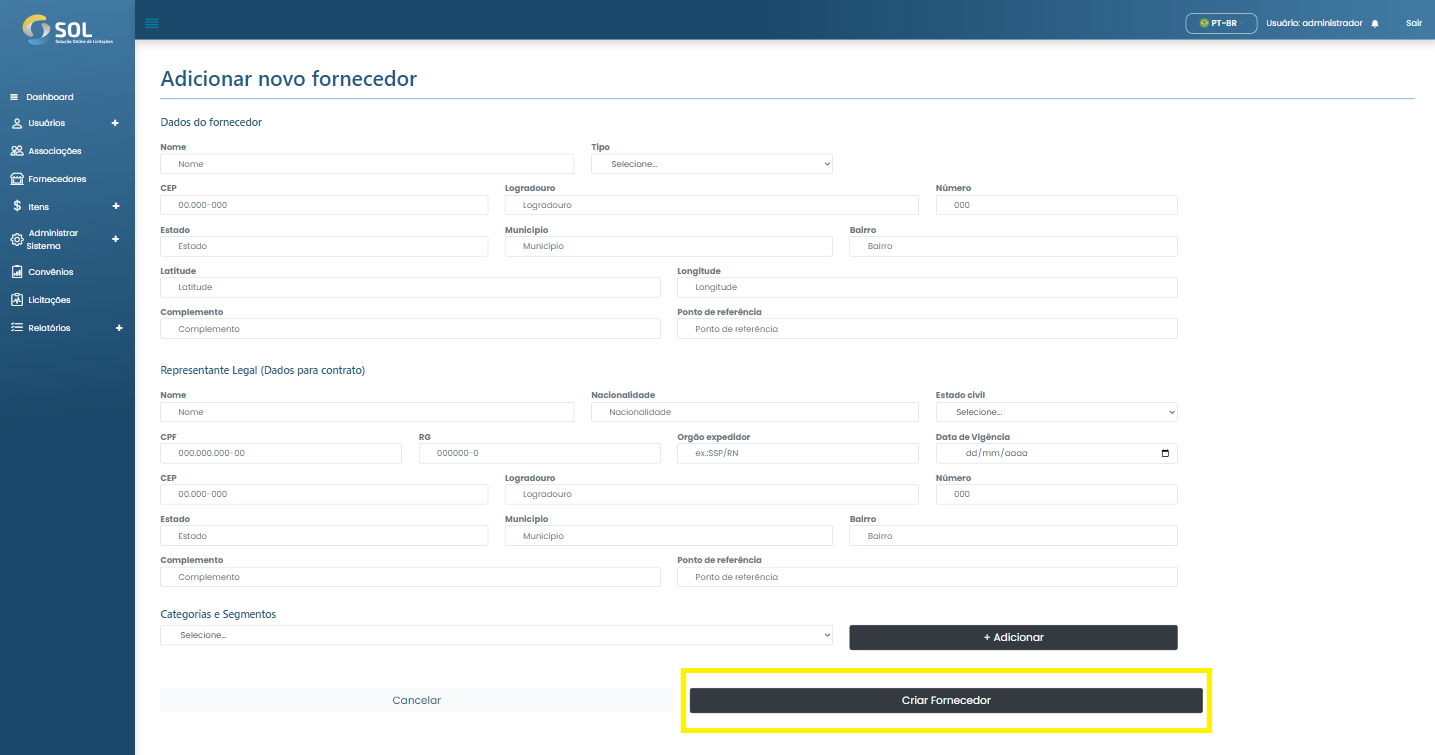 SOL
Solução Online de Licitações
PT-BR
Usuário: administrador
Sair
Dashboard
Usuários +
Associações
Fornecedores
Itens +
Administrar
Sistema +
Convênios
Licitações
Relatórios +
Adicionar novo fornecedor
Dados do fornecedor
Nome Tipo
Nome Selecione...
CEP Logradouro Número
00.000-000 Logradouro 000
Estado Município Bairro
Estado Município Bairro
Latitude Longitude
Latitude Longitude
Complemento Ponto de referência
Complemento Ponto de referência
Representante Legal (Dados para contrato)
Nome Nacionalidade Estado civil
Nome Nacionalidade Selecione...
CPF RG Orgão expedidor Data de Vigência
000.000.000-00 000000-0 ex.:SSP/RN dd/mm/aaaa
CEP Logradouro Número
00.000-000 Logradouro 000
Estado Município Bairro
Estado Município Bairro
Complemento Ponto de referência
Complemento Ponto de referência
Categorias e Segmentos
Selecione... + Adicionar
Cancelar Criar Fornecedor